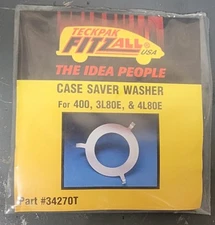 TECKPAK
FITZALL®
USA
THE IDEA PEOPLE
CASE SAVER WASHER
For 400, 3L80E, & 4L80E
Part #34270T